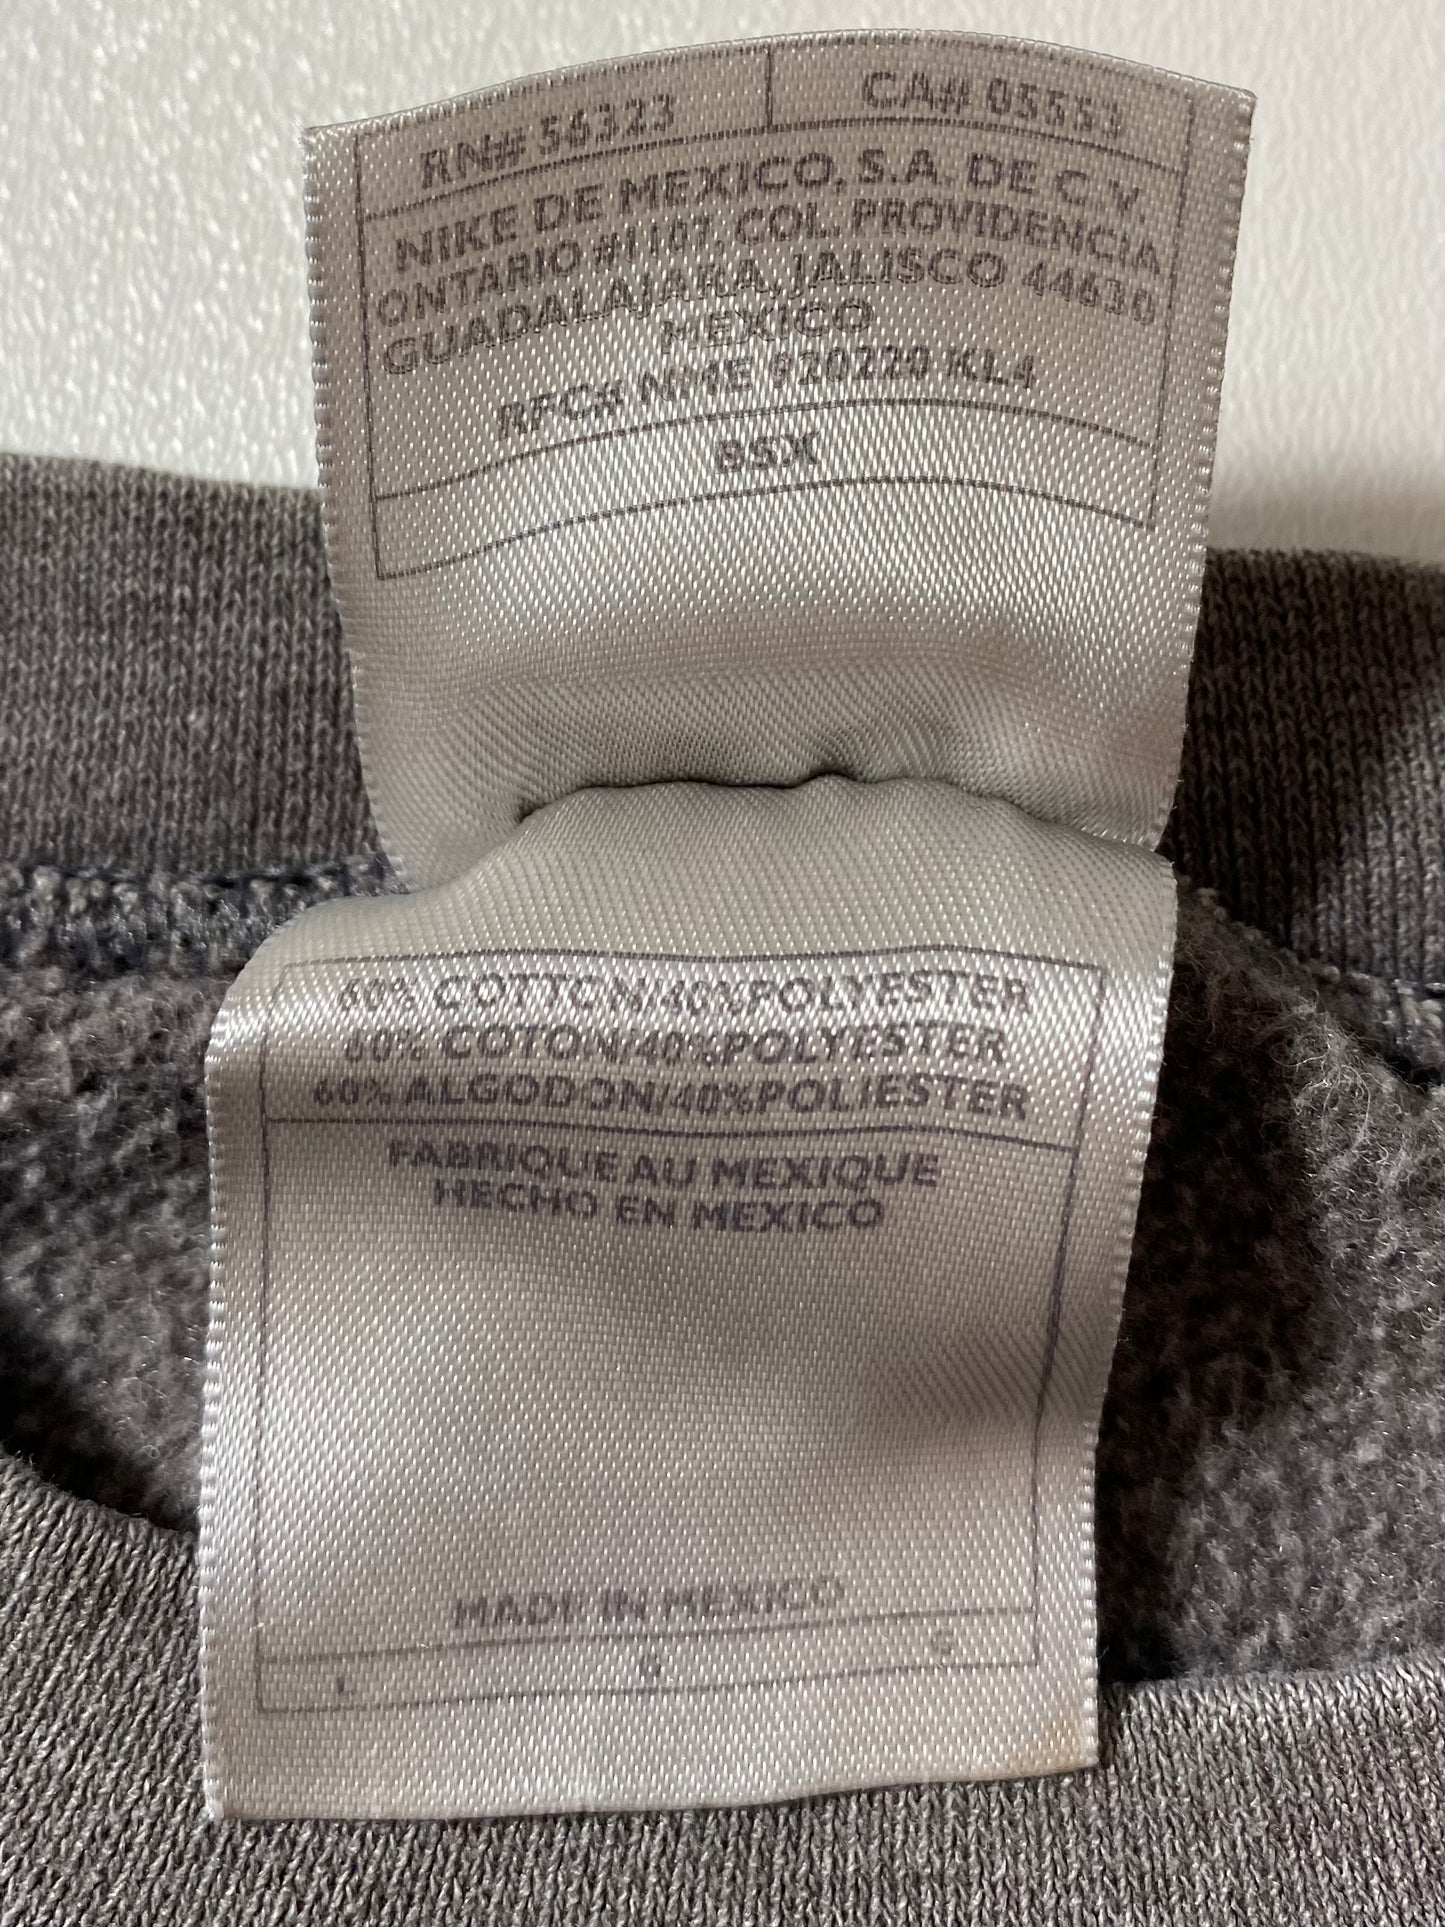 RN# 56323 CA# 05553
NIKE DE MEXICO, S.A. DE C.V.
ONTARIO #1107, COL. PROVIDENCIA
GUADALAJARA, JALISCO 44630
MEXICO
RFC# NME 920220 KL4
BSX
60% COTTON/40%POLYESTER
60% COTON/40%POLYESTER
60% ALGODON/40%POLIESTER
FABRIQUE AU MEXIQUE
HECHO EN MEXICO
MADE IN MEXICO